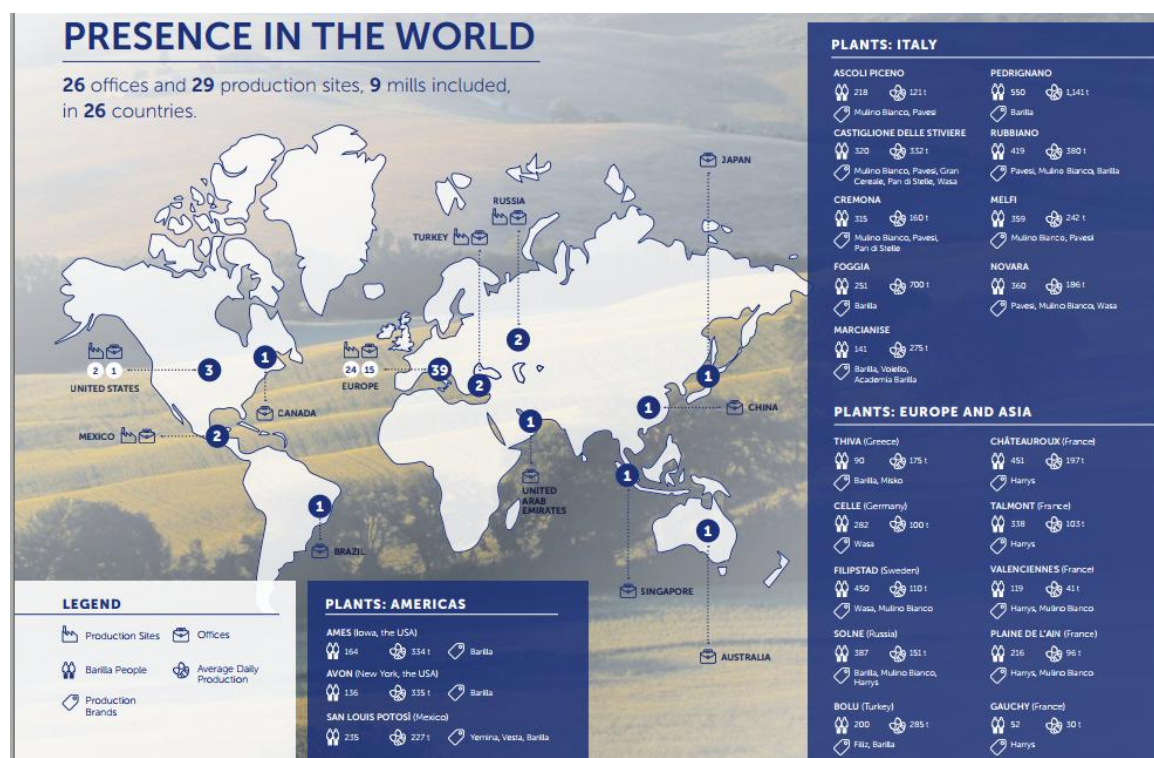 PRESENCE IN THE WORLD
26 offices and 29 production sites, 9 mills included,
in 26 countries.
JAPAN
RUSSIA
TURKEY
2
39
24 15
EUROPE
2
1
1
CHINA
2 1
UNITED STATES
3
1
CANADA
MEXICO
2
1
UNITED
ARAB
EMIRATES
1
BRAZIL
1
SINGAPORE
1
AUSTRALIA
LEGEND
Production Sites
Offices
Barilla People
Average Daily
Production
Production
Brands
PLANTS: AMERICAS
AMES (Iowa, the USA)
164 334 t Barilla
AVON (New York, the USA)
136 335 t Barilla
SAN LOUIS POTOSÌ (Mexico)
235 227 t Yemina, Vesta, Barilla
PLANTS: ITALY
ASCOLI PICENO
218 121 t
Mulino Bianco, Pavesi
CASTIGLIONE DELLE STIVIERE
320 332 t
Mulino Bianco, Pavesi, Gran
Cereale, Pan di Stelle, Wasa
CREMONA
315 160 t
Mulino Bianco, Pavesi,
Pan di Stelle
FOGGIA
251 700 t
Barilla
MARCIANISE
141 275 t
Barilla, Voiello,
Academia Barilla
PEDRIGNANO
550 1,141 t
Barilla
RUBBIANO
419 380 t
Pavesi, Mulino Bianco, Barilla
MELFI
359 242 t
Mulino Bianco, Pavesi
NOVARA
360 186 t
Pavesi, Mulino Bianco, Wasa
PLANTS: EUROPE AND ASIA
THIVA (Greece)
90 175 t
Barilla, Misko
CELLE (Germany)
282 100 t
Wasa
FILIPSTAD (Sweden)
450 110 t
Wasa, Mulino Bianco
SOLNE (Russia)
387 151 t
Barilla, Mulino Bianco,
Harrys
BOLU (Turkey)
200 285 t
Filiz, Barilla
CHÂTEAUROUX (France)
451 197 t
Harrys
TALMONT (France)
338 103 t
Harrys
VALENCIENNES (France)
119 41 t
Harrys, Mulino Bianco
PLAINE DE L'AIN (France)
216 96 t
Harrys, Mulino Bianco
GAUCHY (France)
52 30 t
Harrys